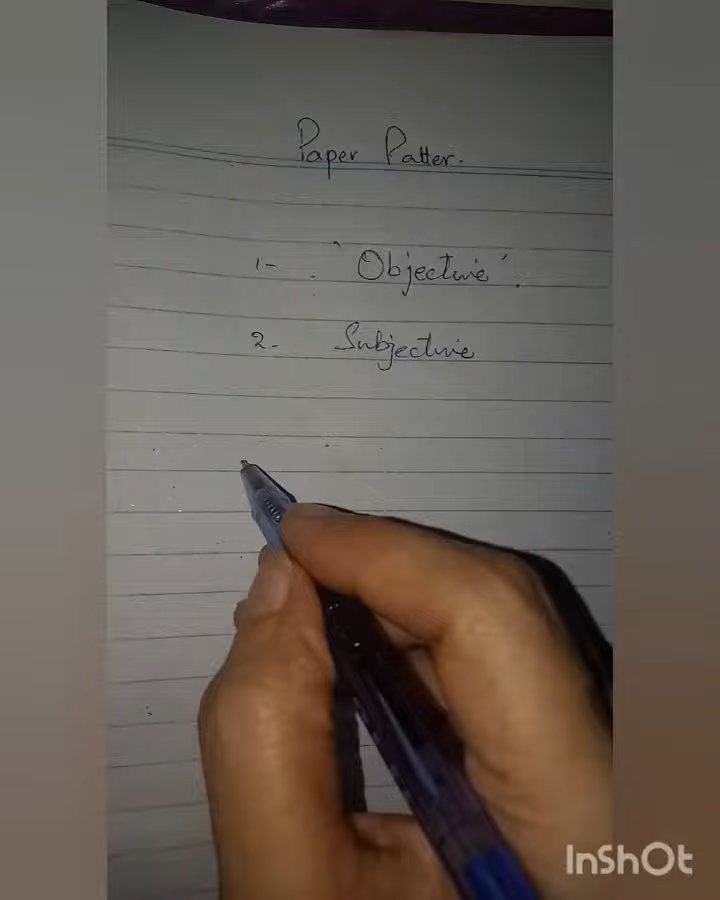 Paper Patter.
1- . "Objective".
2- Subjective
InShOt